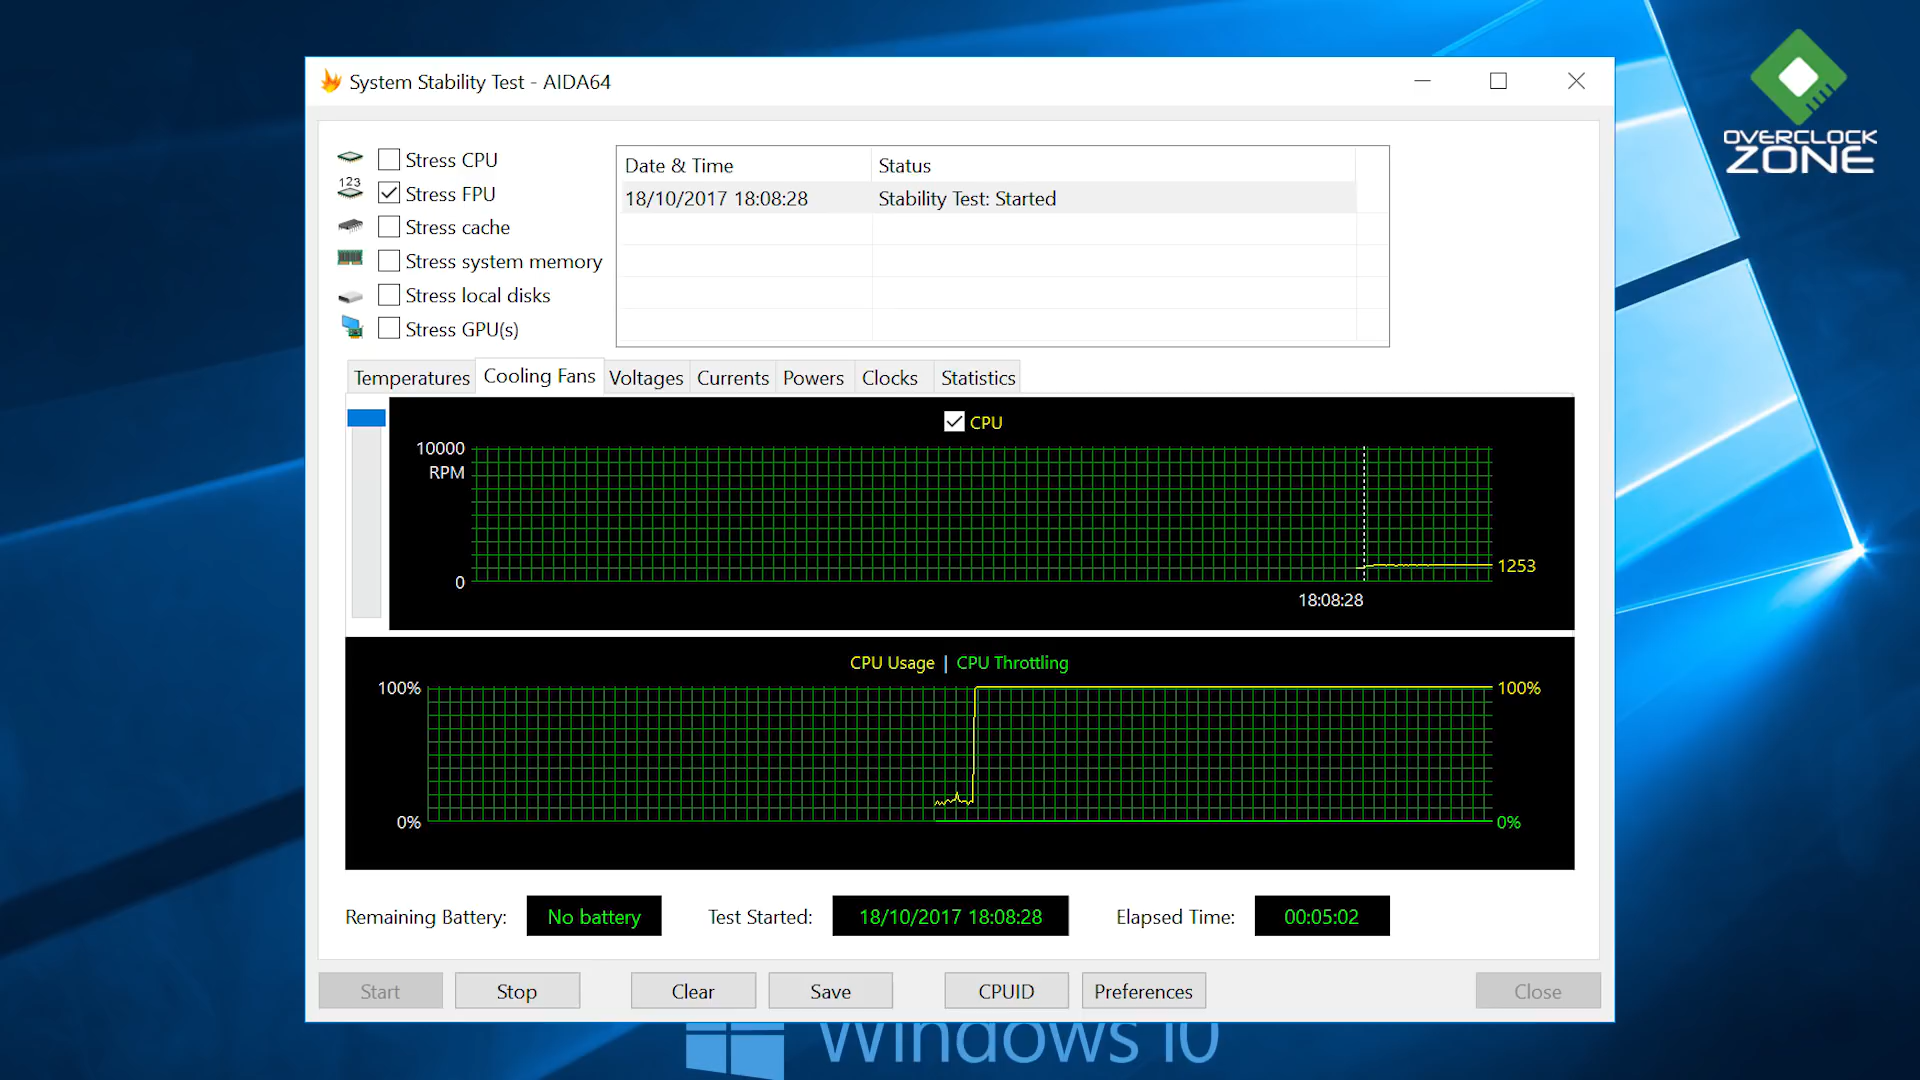 System Stability Test - AIDA64
OVERCLOCK
ZONE
Stress CPU
123
Stress FPU
Stress cache
Stress system memory
Stress local disks
Stress GPU(s)
Date & Time Status
18/10/2017 18:08:28 Stability Test: Started
Temperatures Cooling Fans Voltages Currents Powers Clocks Statistics
CPU
10000
RPM
0
1253
18:08:28
CPU Usage | CPU Throttling
100% 100%
0% 0%
Remaining Battery: No battery Test Started: 18/10/2017 18:08:28 Elapsed Time: 00:05:02
Start Stop Clear Save CPUID Preferences Close
Windows 10